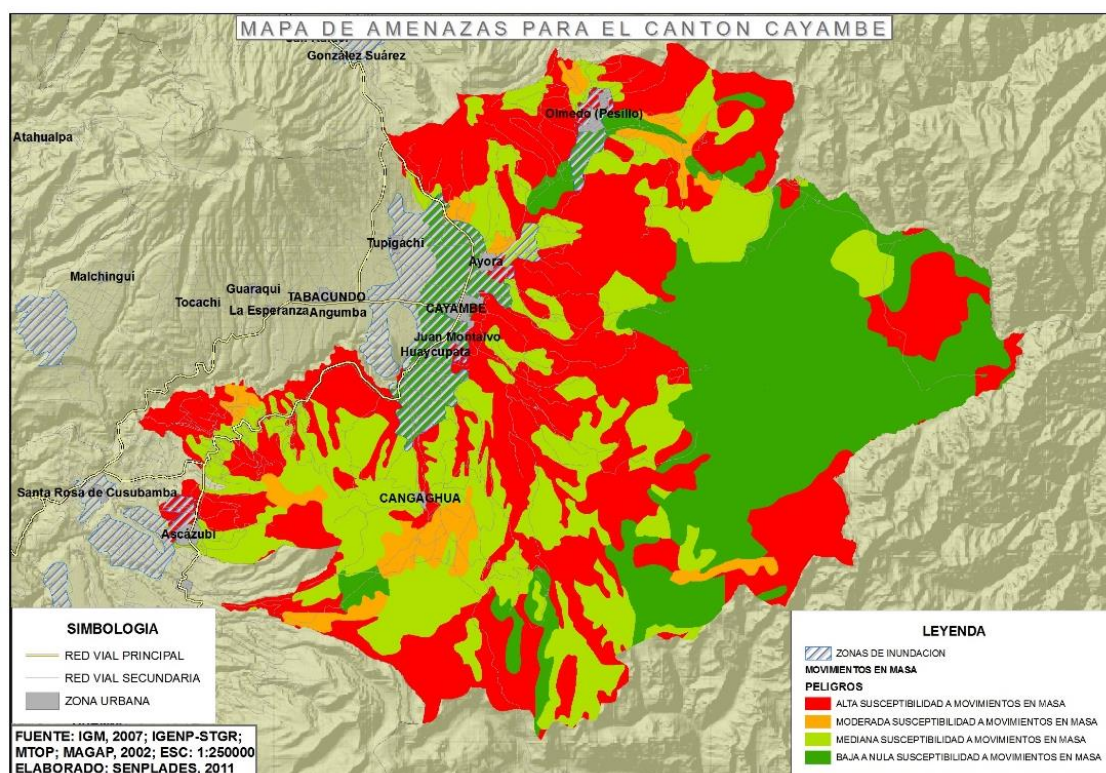 MAPA DE AMENAZAS PARA EL CANTON CAYAMBE
González Suárez
Atahualpa
Olmedo (Pesillo)
Tupigachi
Ayora
Malchinguí
Guaraqui
Tocachi
TABACUNDO
La Esperanza
Angumba
CAYAMBE
Juan Montalvo
Huaycupata
Santa Rosa de Cusubamba
CANGAGHUA
Ascázubi
SIMBOLOGIA
RED VIAL PRINCIPAL
RED VIAL SECUNDARIA
ZONA URBANA
FUENTE: IGM, 2007; IGENP-STGR;
MTOP; MAGAP, 2002; ESC: 1:250000
ELABORADO: SENPLADES, 2011
LEYENDA
ZONAS DE INUNDACION
MOVIMIENTOS EN MASA
PELIGROS
ALTA SUSCEPTIBILIDAD A MOVIMIENTOS EN MASA
MODERADA SUSCEPTIBILIDAD A MOVIMIENTOS EN MASA
MEDIANA SUSCEPTIBILIDAD A MOVIMIENTOS EN MASA
BAJA A NULA SUSCEPTIBILIDAD A MOVIMIENTOS EN MASA